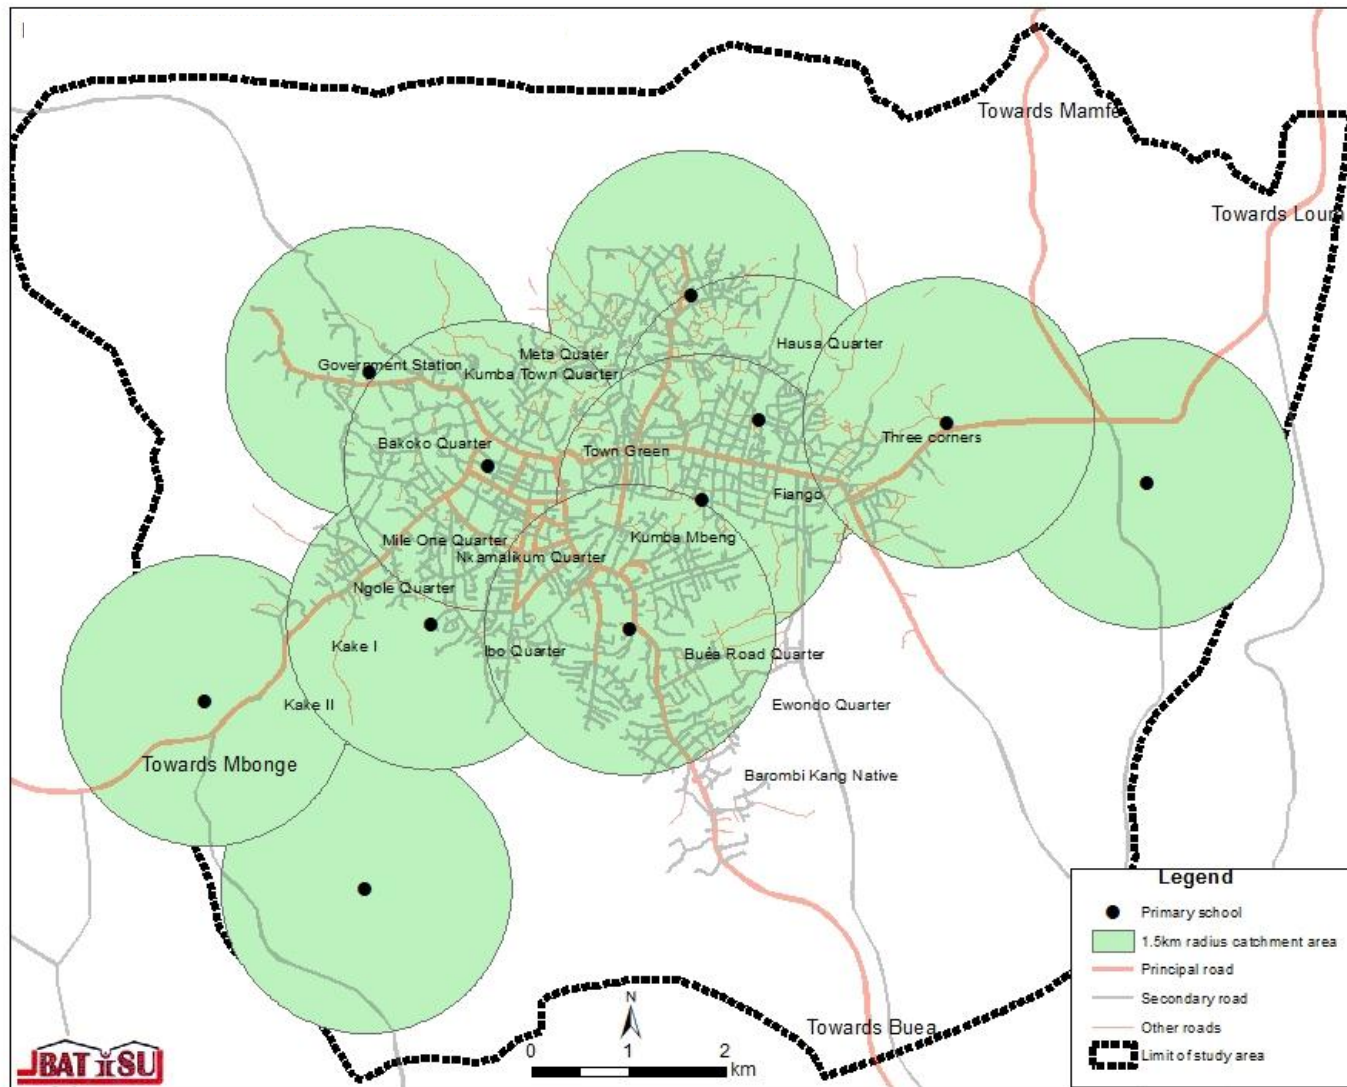 Towards Mamfe
Towards Loum
Hausa Quarter
Meta Quater
Government Station
Kumba Town Quarter
Three corners
Bakoko Quarter
Town Green
Fiango
Mile One Quarter
Kumba Mbeng
Nkamalikum Quarter
Ngole Quarter
Kake I
Ibo Quarter
Buea Road Quarter
Kake II
Ewondo Quarter
Towards Mbonge
Barombi Kang Native
Towards Buea
N
0 1 2
km
Legend
Primary school
1.5km radius catchment area
Principal road
Secondary road
Other roads
Limit of study area
BATiSU